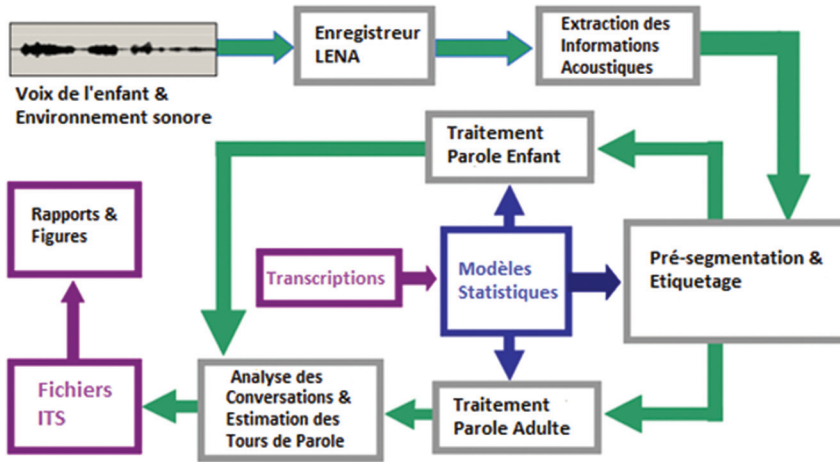 Voix de l'enfant &
Environnement sonore
Enregistreur
LENA
Extraction des
Informations
Acoustiques
Traitement
Parole Enfant
Rapports &
Figures
Transcriptions
Modèles
Statistiques
Pré-segmentation &
Etiquetage
Fichiers
ITS
Analyse des
Conversations &
Estimation des
Tours de Parole
Traitement
Parole Adulte